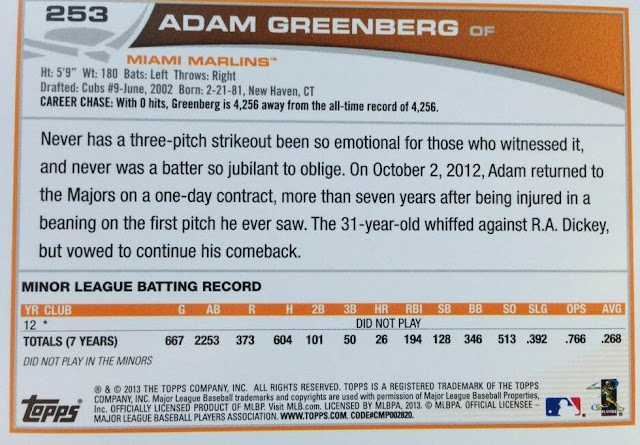 253 ADAM GREENBERG OF
MIAMI MARLINS™
Ht: 5'9" Wt: 180 Bats: Left Throws: Right
Drafted: Cubs #9-June, 2002 Born: 2-21-81, New Haven, CT
CAREER CHASE: With 0 hits, Greenberg is 4,256 away from the all-time record of 4,256.
Never has a three-pitch strikeout been so emotional for those who witnessed it,
and never was a batter so jubilant to oblige. On October 2, 2012, Adam returned to
the Majors on a one-day contract, more than seven years after being injured in a
beaning on the first pitch he ever saw. The 31-year-old whiffed against R.A. Dickey,
but vowed to continue his comeback.
MINOR LEAGUE BATTING RECORD
YR CLUB G AB R H 2B 3B HR RBI SB BB SO SLG OPS AVG
12 * DID NOT PLAY
TOTALS (7 YEARS) 667 2253 373 604 101 50 26 194 128 346 513 .392 .766 .268
DID NOT PLAY IN THE MINORS
® & © 2013 THE TOPPS COMPANY, INC. ALL RIGHTS RESERVED. TOPPS IS A REGISTERED TRADEMARK OF THE TOPPS
COMPANY, INC. Major League Baseball trademarks and copyrights are used with permission of Major League Baseball Properties,
Inc. OFFICIALLY LICENSED PRODUCT OF MLBP. Visit MLB.com. LICENSED BY MLBPA, 2013. © MLBPA. OFFICIAL LICENSEE –
MAJOR LEAGUE BASEBALL PLAYERS ASSOCIATION. WWW.TOPPS.COM. CODE#CMP002820.
Topps
PLAYERS